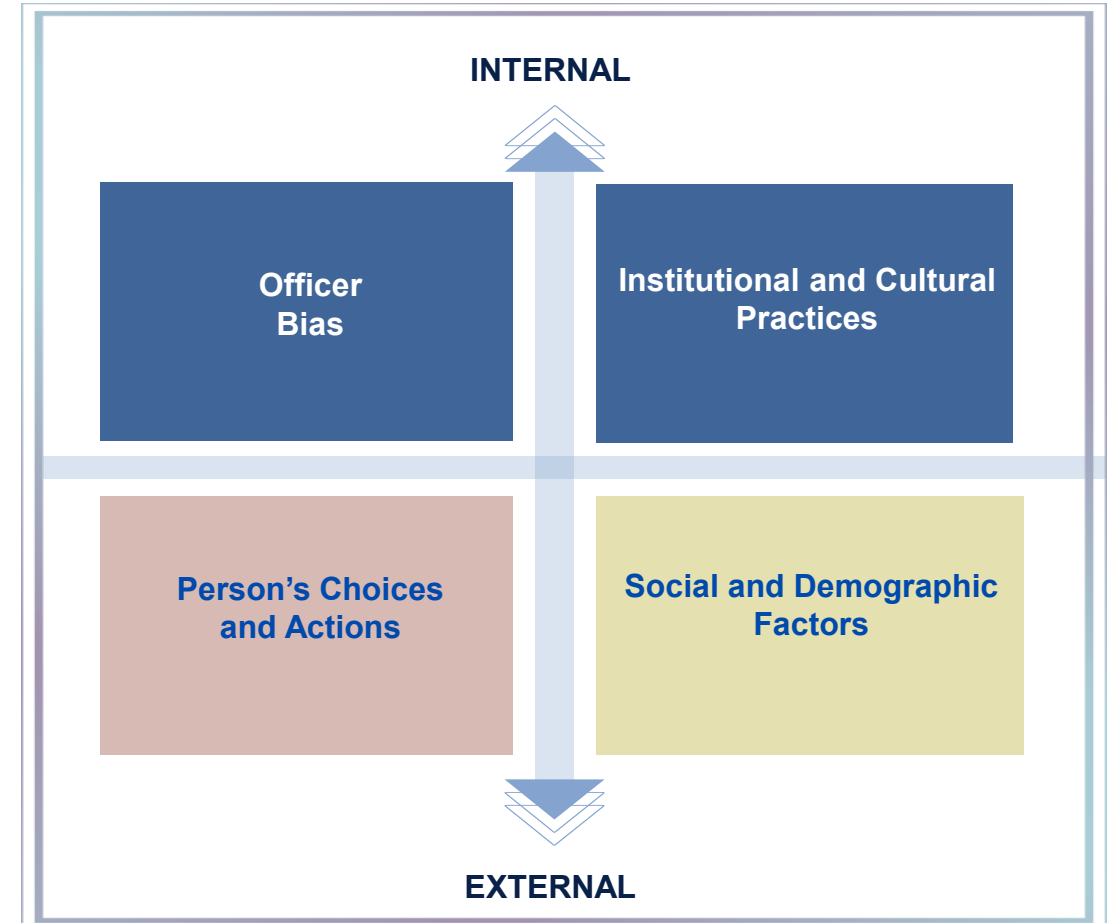 INTERNAL
Officer
Bias
Institutional and Cultural
Practices
Person’s Choices
and Actions
Social and Demographic
Factors
EXTERNAL